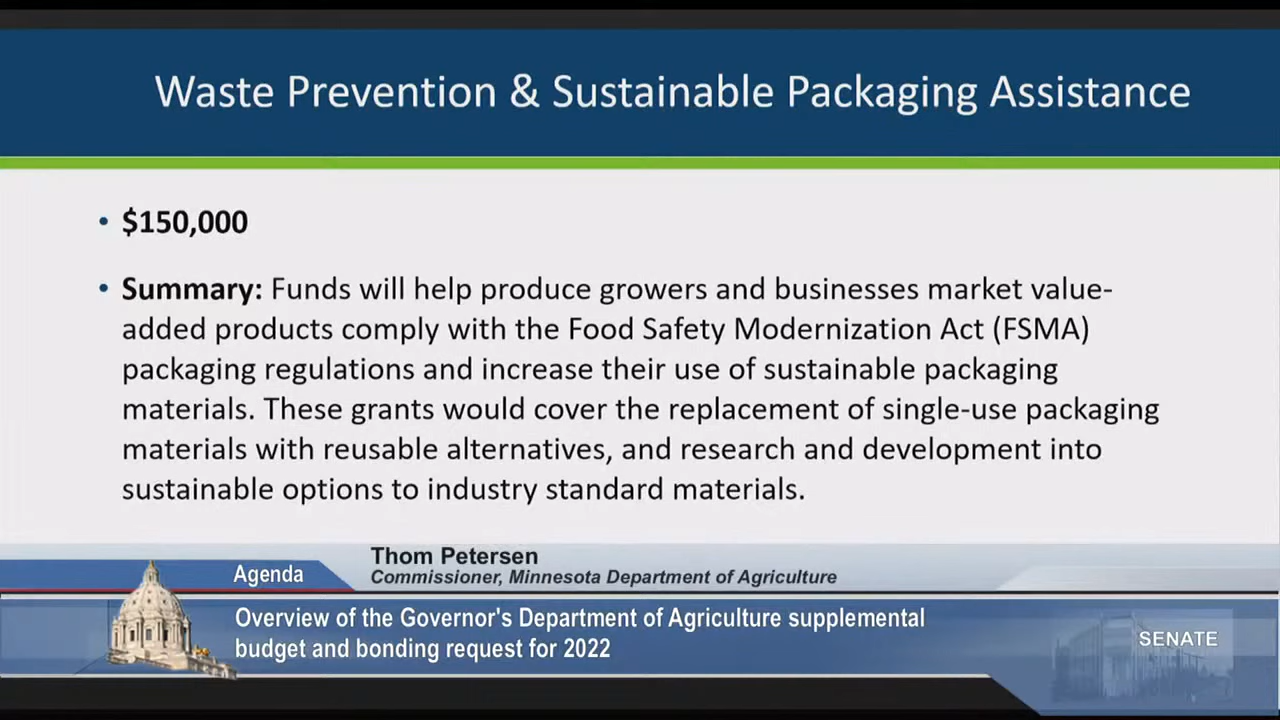 Waste Prevention & Sustainable Packaging Assistance
• $150,000
• Summary: Funds will help produce growers and businesses market value-
added products comply with the Food Safety Modernization Act (FSMA)
packaging regulations and increase their use of sustainable packaging
materials. These grants would cover the replacement of single-use packaging
materials with reusable alternatives, and research and development into
sustainable options to industry standard materials.
Thom Petersen
Commissioner, Minnesota Department of Agriculture
Agenda
Overview of the Governor's Department of Agriculture supplemental
budget and bonding request for 2022
SENATE